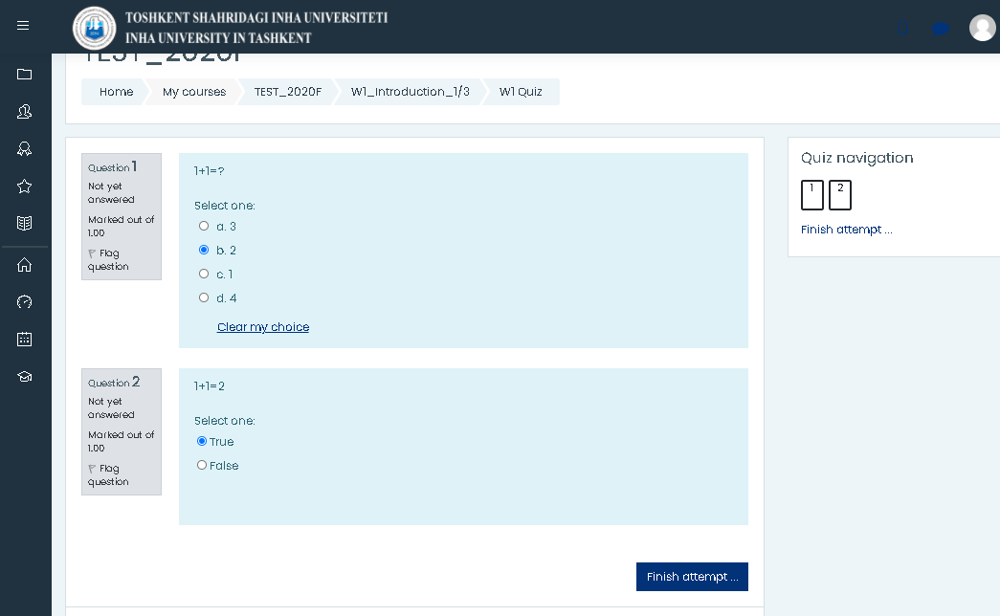 TOSHKENT SHAHRIDAGI INHA UNIVERSITETI
INHA UNIVERSITY IN TASHKENT
TEST_2020F
Home
My courses
TEST_2020F
W1_Introduction_1/3
W1 Quiz
Question 1
Not yet
answered
Marked out of
1.00
Flag
question
1+1=?
Select one:
a. 3
b. 2
c. 1
d. 4
Clear my choice
Question 2
Not yet
answered
Marked out of
1.00
Flag
question
1+1=2
Select one:
True
False
Finish attempt ...
Quiz navigation
1 2
Finish attempt ...